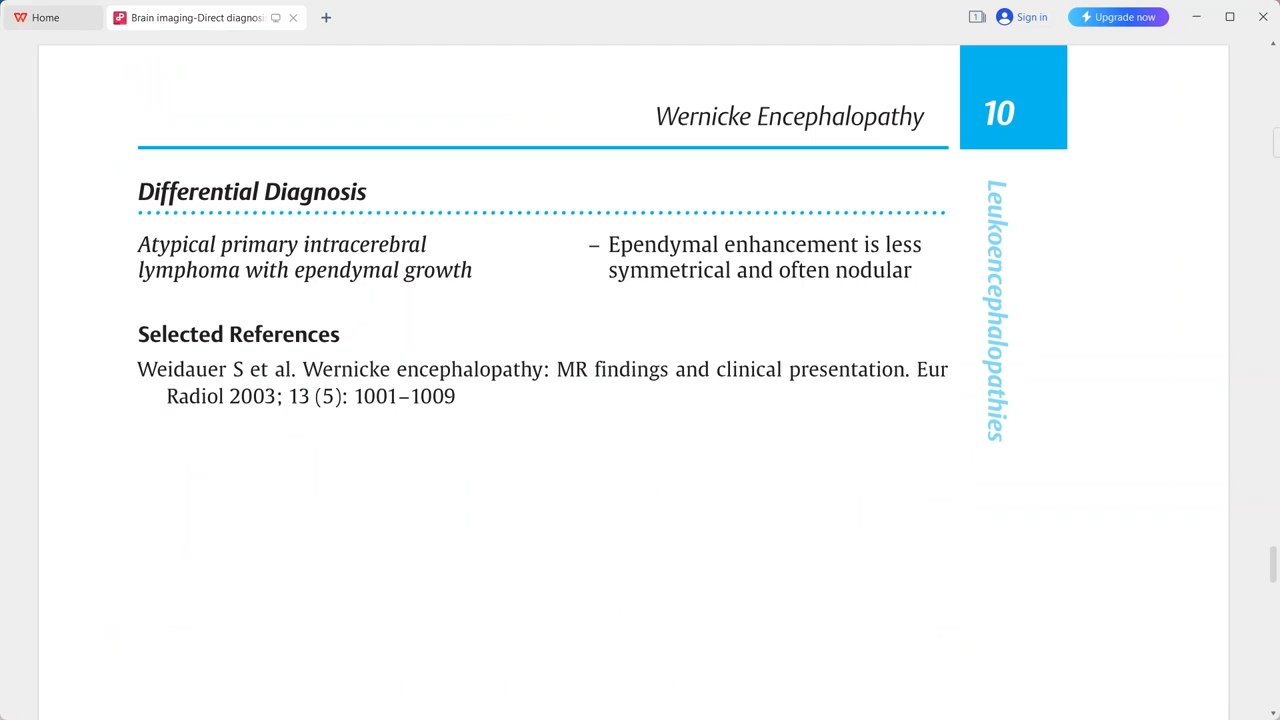 Home
Brain imaging-Direct diagnosi
1
Sign in
Upgrade now
Wernicke Encephalopathy
10
Differential Diagnosis
Atypical primary intracerebral
lymphoma with ependymal growth
– Ependymal enhancement is less
symmetrical and often nodular
Selected References
Weidauer S et al. Wernicke encephalopathy: MR findings and clinical presentation. Eur
Radiol 2003; 13 (5): 1001–1009
Leukoencephalopathies